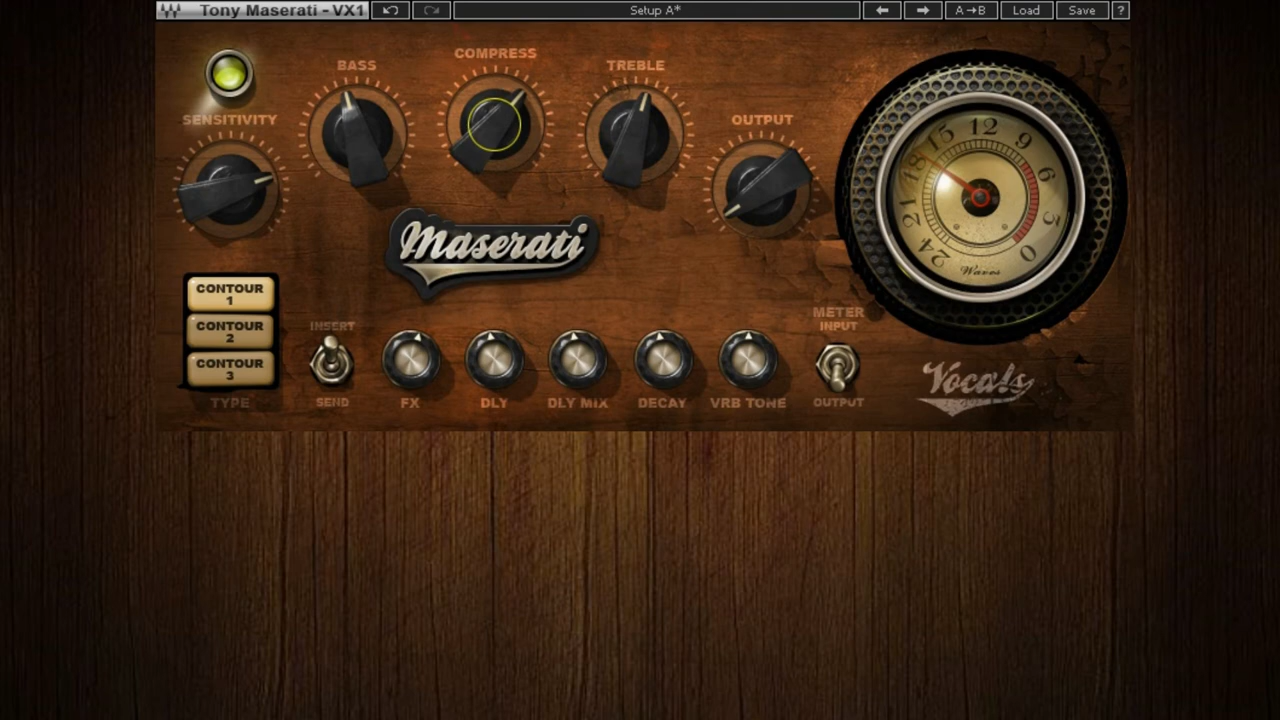 Tony Maserati - VX1
Setup A*
A→B
Load
Save
?
COMPRESS
BASS
TREBLE
SENSITIVITY
OUTPUT
12
15
9
18
6
21
3
24
0
Waves
Maserati
CONTOUR
1
CONTOUR
2
CONTOUR
3
TYPE
INSERT
SEND
FX
DLY
DLY MIX
DECAY
VRB TONE
METER
INPUT
OUTPUT
Vocals